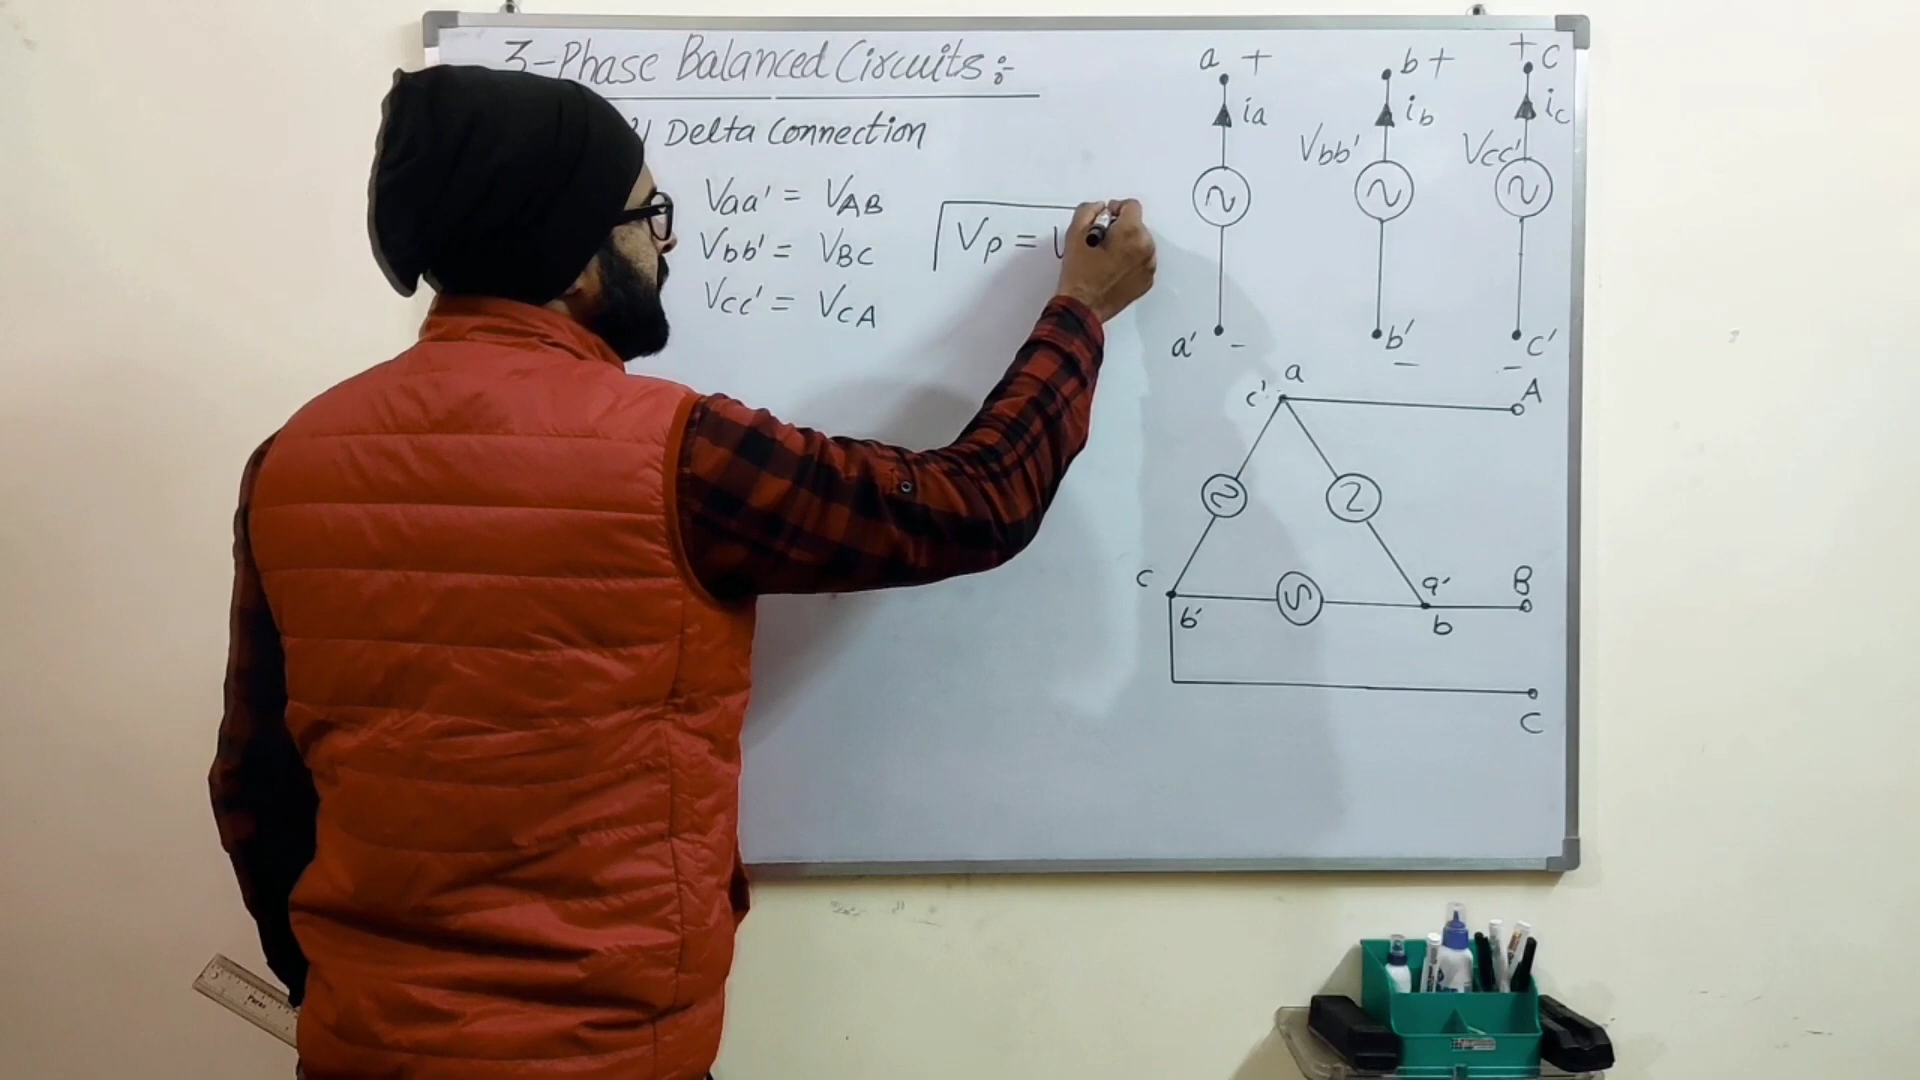 3-Phase Balanced Circuits :-
Delta Connection
Vaa' = VAB
Vbb' = VBC
Vcc' = VCA
Vp =
a +
ia
a' -
b +
ib
Vbb'
b'
-
+ C
ic
Vcc'
c'
-
a
c'
A
c
b'
a'
b
B
C